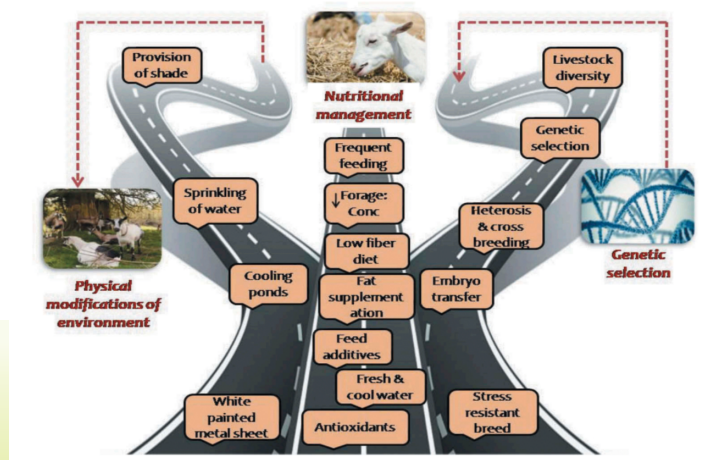 Provision
of shade
Sprinkling
of water
Cooling
ponds
White
painted
metal sheet
Physical
modifications of
environment
Nutritional
management
Frequent
feeding
↓Forage:
Conc
Low fiber
diet
Fat
supplement
ation
Feed
additives
Fresh &
cool water
Antioxidants
Livestock
diversity
Genetic
selection
Heterosis
& cross
breeding
Embryo
transfer
Stress
resistant
breed
Genetic
selection